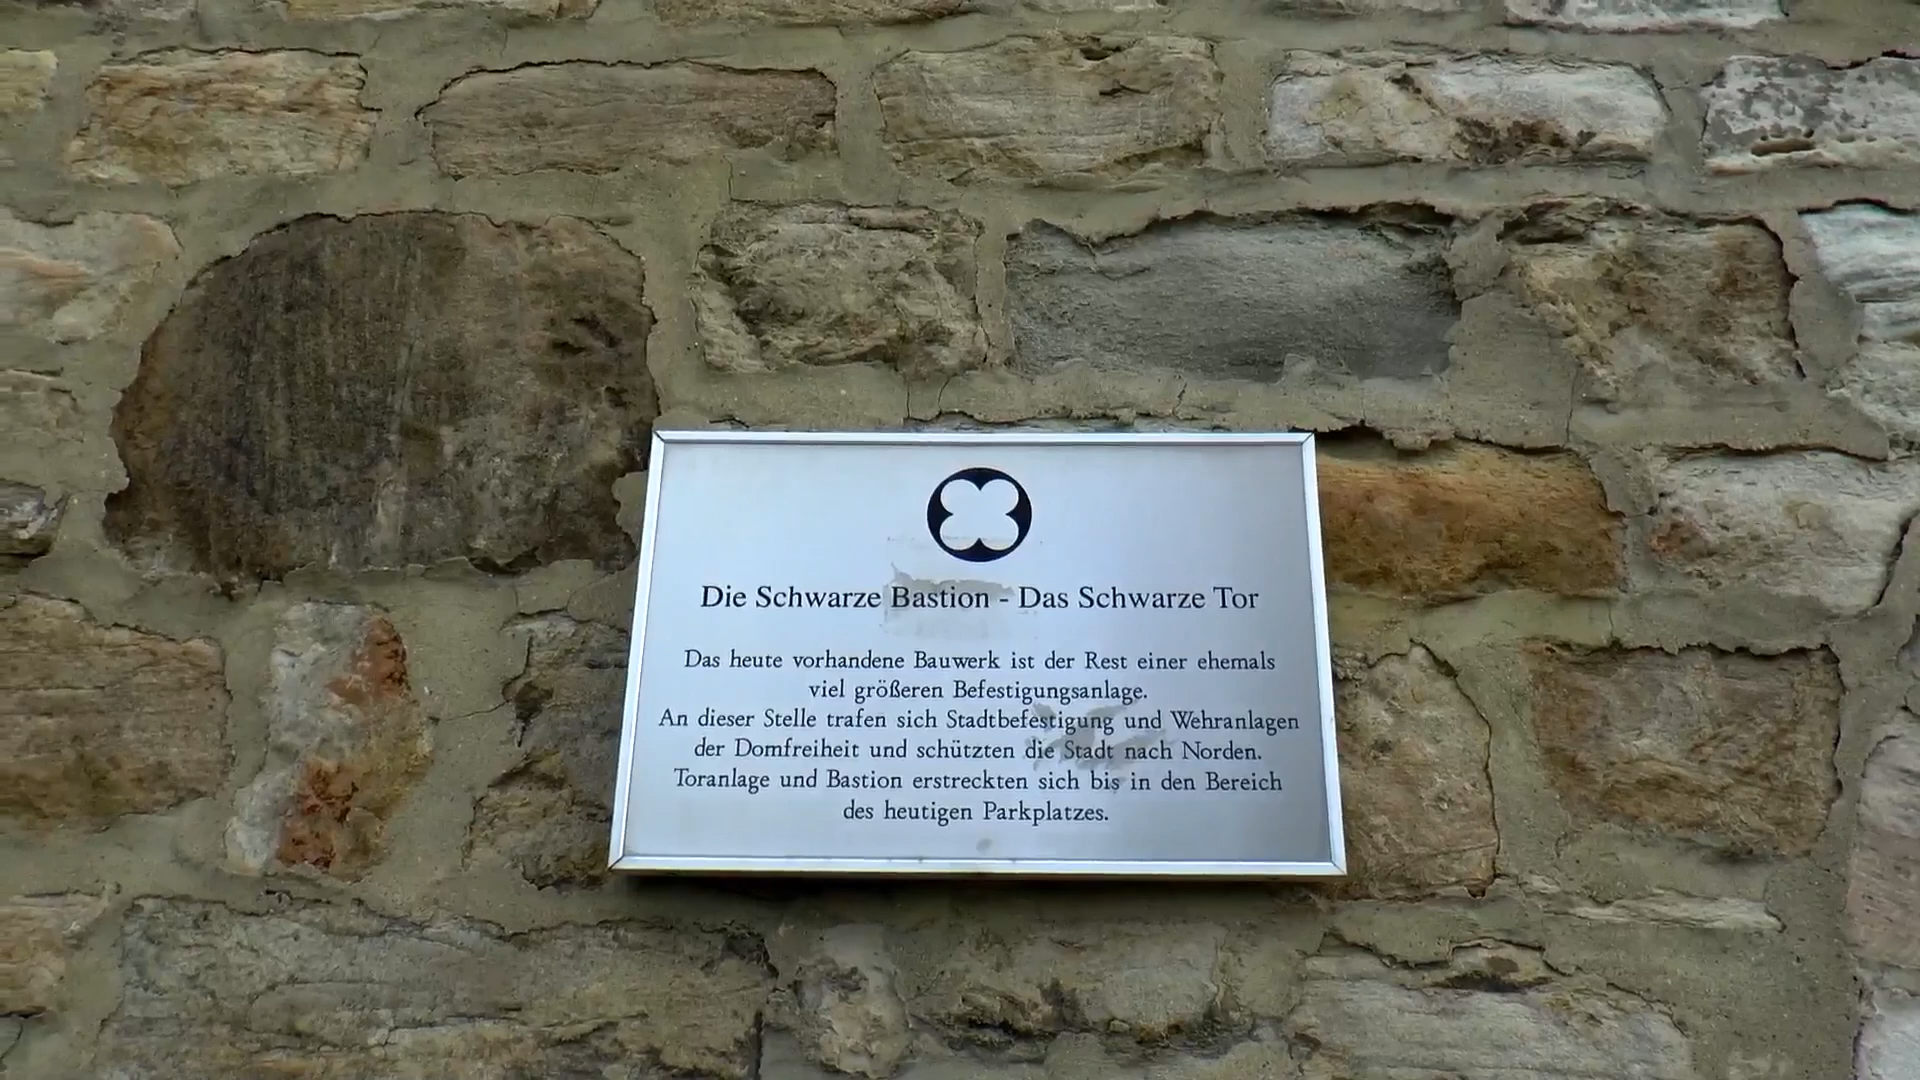 Die Schwarze Bastion - Das Schwarze Tor
Das heute vorhandene Bauwerk ist der Rest einer ehemals
viel größeren Befestigungsanlage.
An dieser Stelle trafen sich Stadtbefestigung und Wehranlagen
der Domfreiheit und schützten die Stadt nach Norden.
Toranlage und Bastion erstreckten sich bis in den Bereich
des heutigen Parkplatzes.